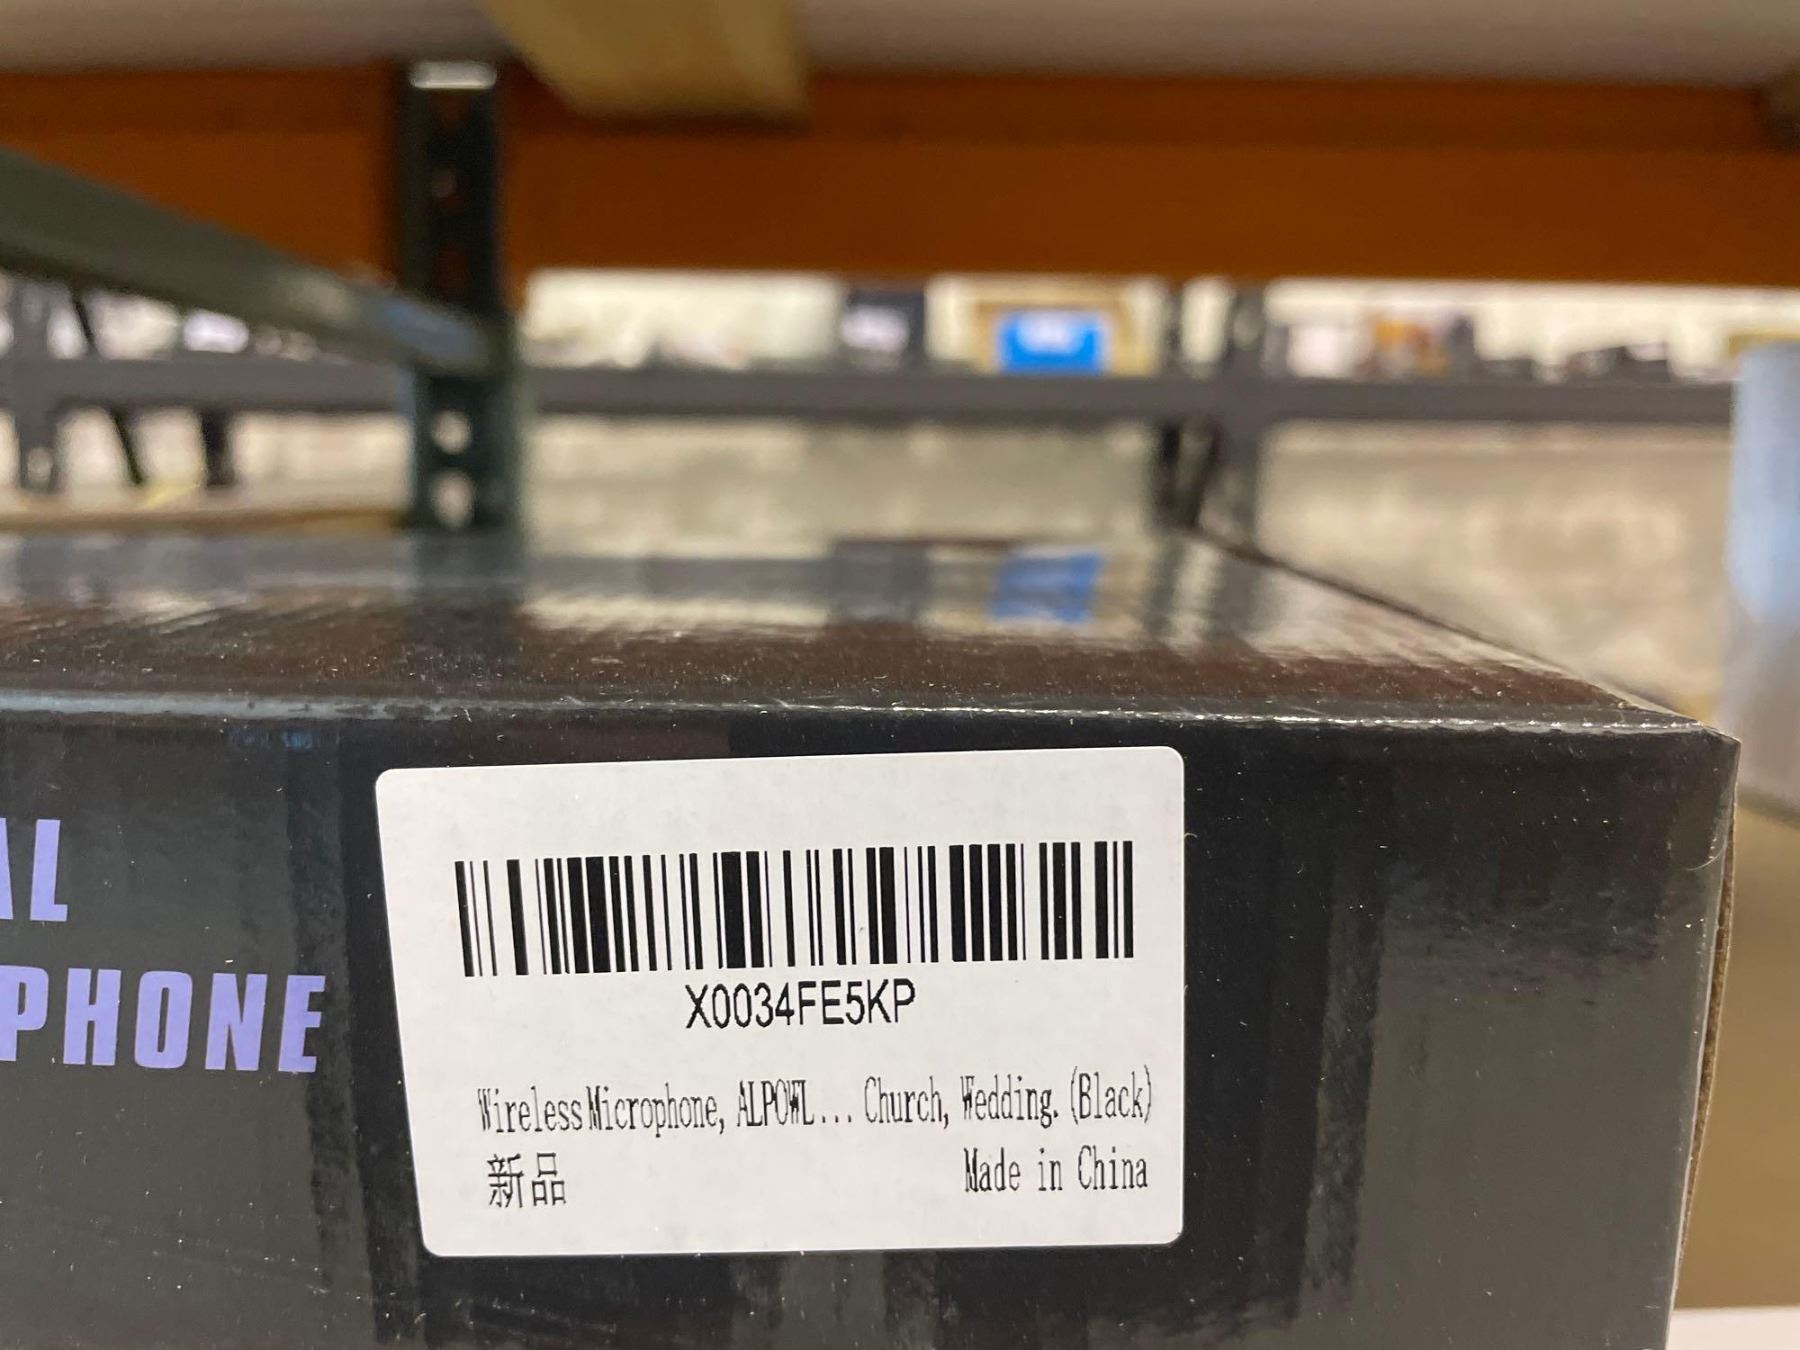 AL
PHONE
X0034FE5KP
Wireless Microphone, ALPOWL... Church, Wedding. (Black)
新品
Made in China